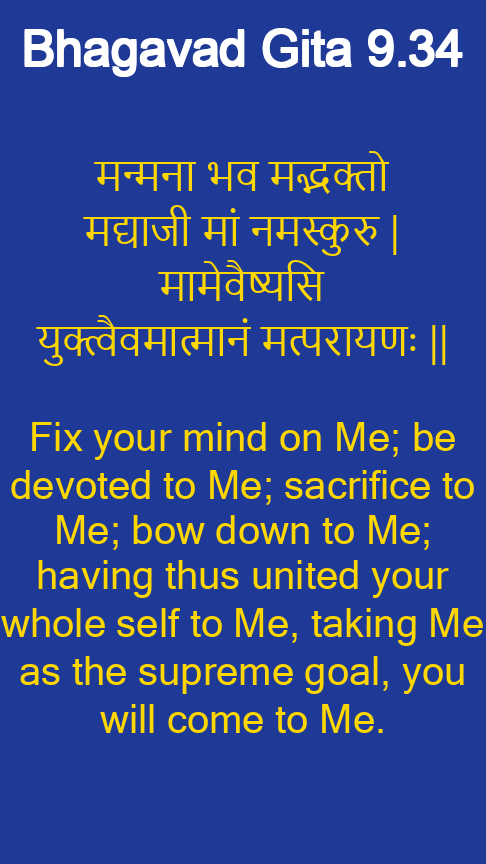 Bhagavad Gita 9.34
मन्मना भव मद्भक्तो
मद्याजी मां नमस्कुरु |
मामेवैष्यसि
युक्त्वैवमात्मानं मत्परायणः ||
Fix your mind on Me; be
devoted to Me; sacrifice to
Me; bow down to Me;
having thus united your
whole self to Me, taking Me
as the supreme goal, you
will come to Me.